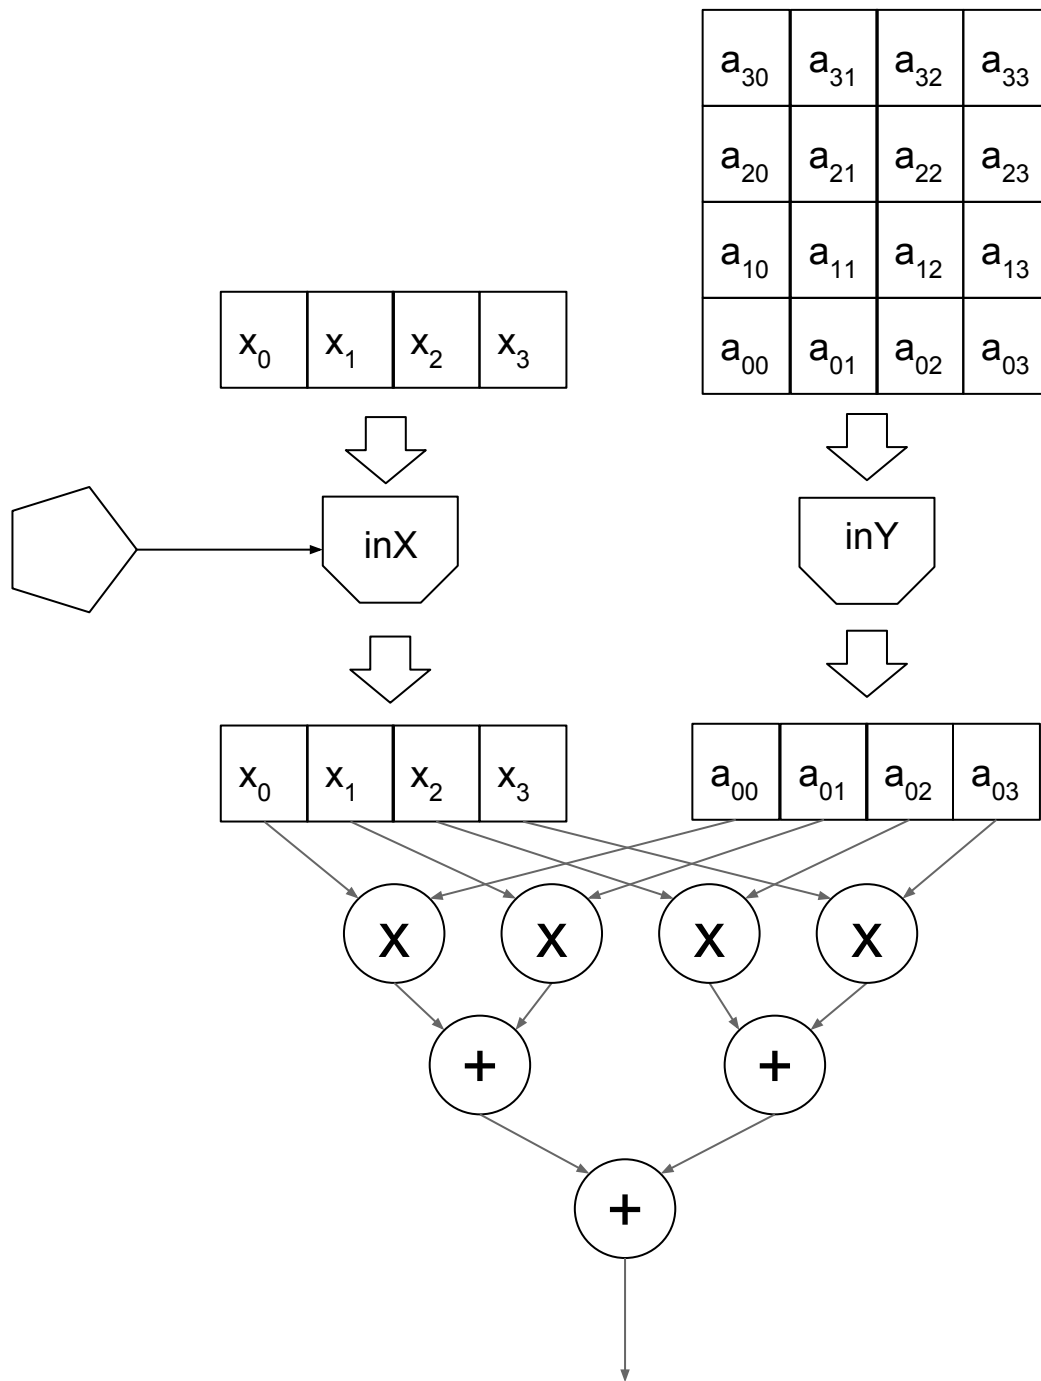 a₃₀ a₃₁ a₃₂ a₃₃
a₂₀ a₂₁ a₂₂ a₂₃
a₁₀ a₁₁ a₁₂ a₁₃
x₀ x₁ x₂ x₃
a₀₀ a₀₁ a₀₂ a₀₃
inX
inY
x₀ x₁ x₂ x₃
a₀₀ a₀₁ a₀₂ a₀₃
x x x x
+ +
+